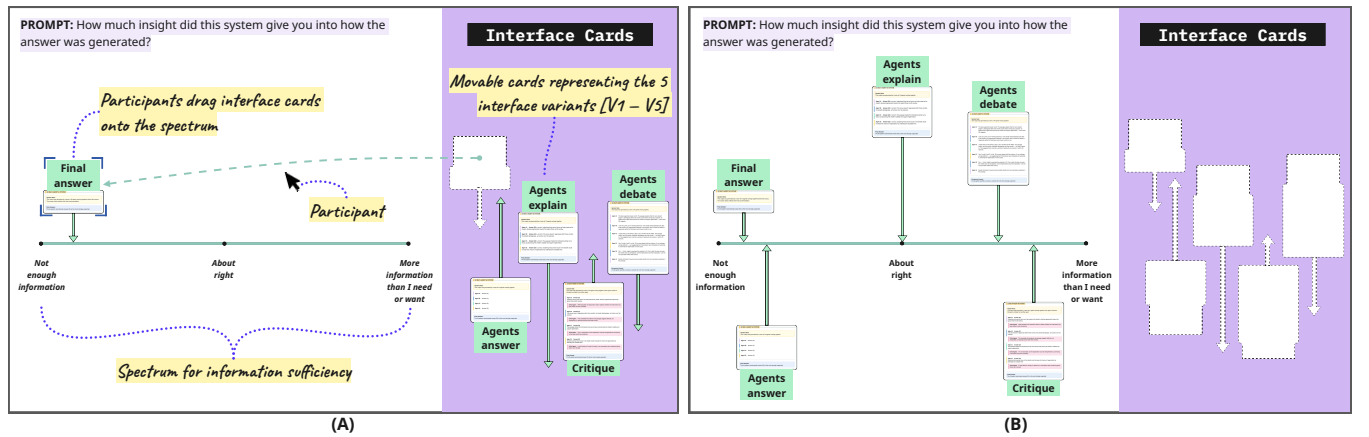 PROMPT: How much insight did this system give you into how the
answer was generated?
Interface Cards
Movable cards representing the 5
interface variants [V1 – V5]
Participants drag interface cards
onto the spectrum
Final
answer
Participant
Agents
explain
Agents
debate
Agents
answer
Critique
Not
enough
information
About
right
More
information
than I need
or want
Spectrum for information sufficiency
(A)
PROMPT: How much insight did this system give you into how the
answer was generated?
Interface Cards
Agents
explain
Agents
debate
Final
answer
Not
enough
information
About
right
More
information
than I need
or want
Agents
answer
Critique
(B)